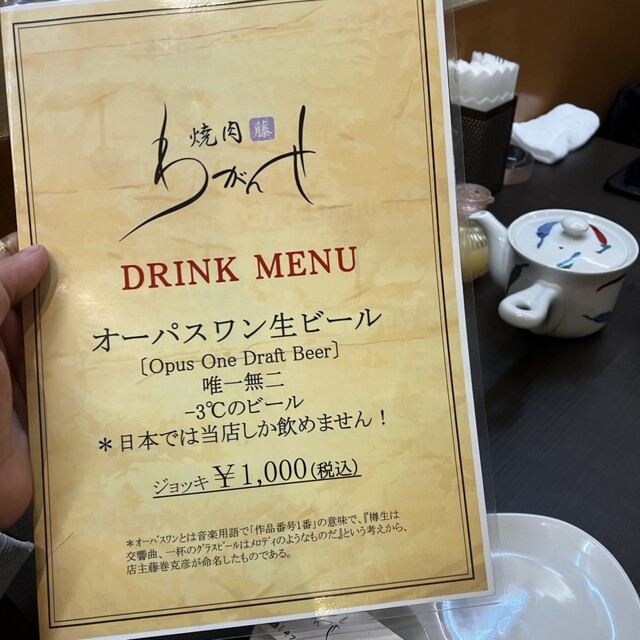 焼肉 藤
わがんせ
DRINK MENU
オーパスワン生ビール
〔Opus One Draft Beer〕
唯一無二
-3℃のビール
＊日本では当店しか飲めません！
ジョッキ ￥1,000(税込)
＊ｵｰﾊﾟｽﾜﾝとは音楽用語で「作品番号1番」の意味で、『樽生は
交響曲、一杯のｸﾞﾗｽﾋﾞｰﾙはﾒﾛﾃﾞｨのようなものだ』という考えから、
店主藤巻克彦が命名したものである。